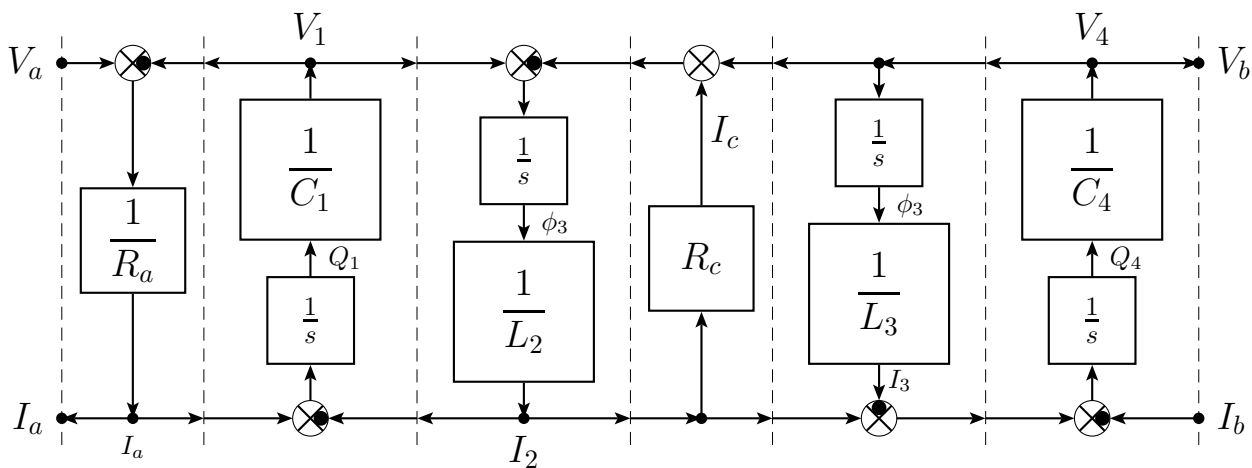 V_a V_1 V_4 V_b
I_c
1/s 1/s
1/C_1 1/C_4
ϕ_3 ϕ_3
1/R_a Q_1 R_c Q_4
1/s 1/L_2 1/L_3 1/s
I_3
I_a I_a I_2 I_b